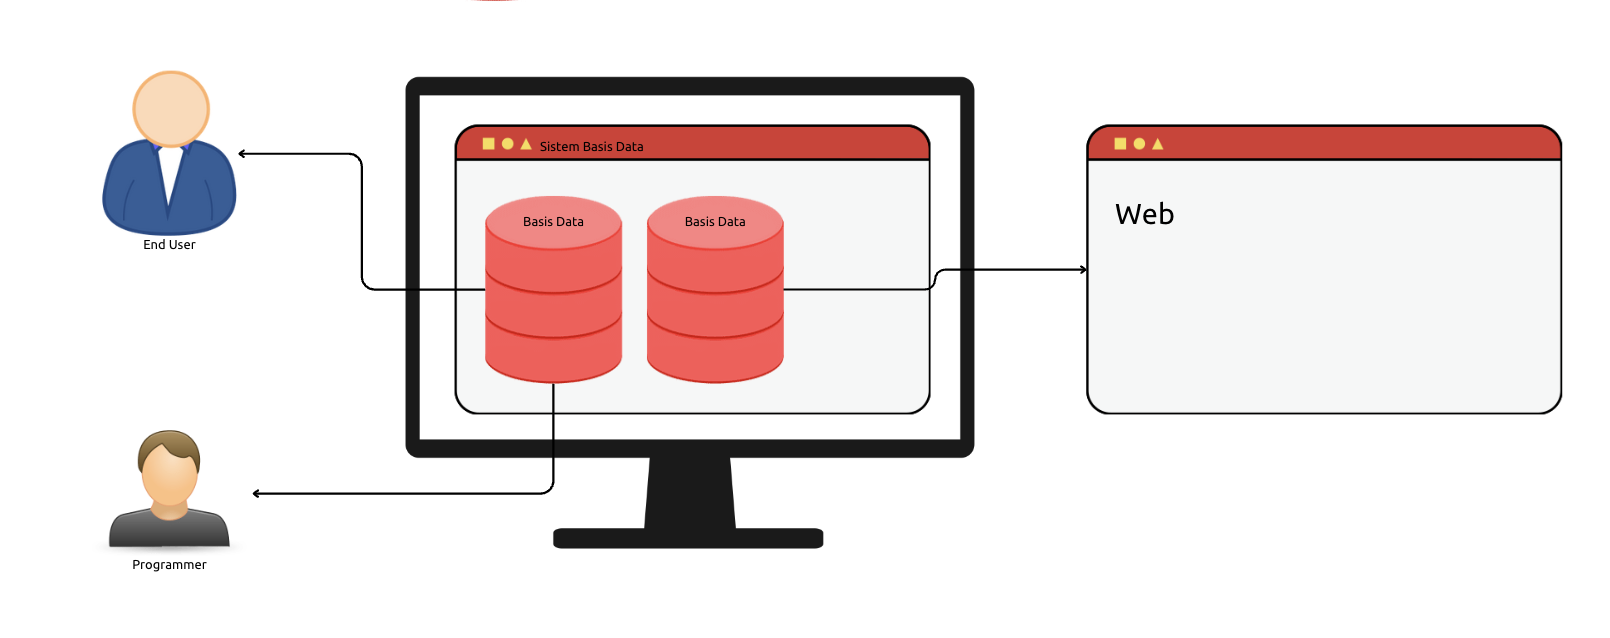 Sistem Basis Data
Basis Data
Basis Data
End User
Web
Programmer